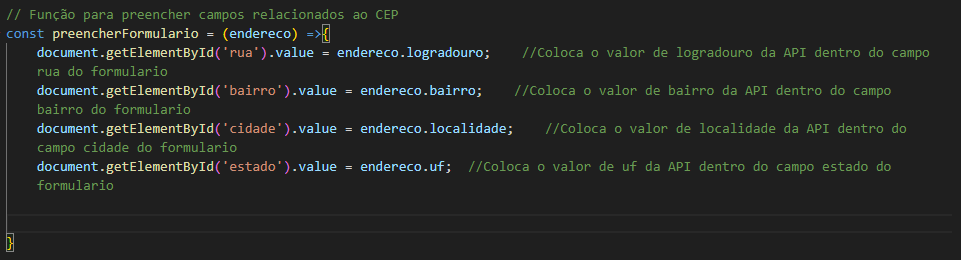 // Função para preencher campos relacionados ao CEP
const preencherFormulario = (endereco) =>{
document.getElementById('rua').value = endereco.logradouro;    //Coloca o valor de logradouro da API dentro do campo
rua do formulario
document.getElementById('bairro').value = endereco.bairro;    //Coloca o valor de bairro da API dentro do campo
bairro do formulario
document.getElementById('cidade').value = endereco.localidade;    //Coloca o valor de localidade da API dentro do
campo cidade do formulario
document.getElementById('estado').value = endereco.uf;  //Coloca o valor de uf da API dentro do campo estado do
formulario
}